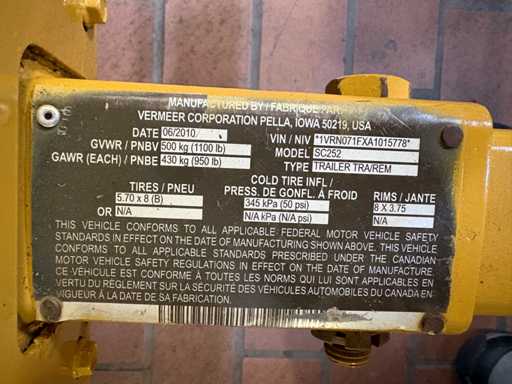 MANUFACTURED BY / FABRIQUE PAR
VERMEER CORPORATION PELLA, IOWA 50219, USA
DATE 06/2010 VIN / NIV *1VRN071FXA1015778*
GVWR / PNBV 500 kg (1100 lb) MODEL SC252
GAWR (EACH) / PNBE 430 kg (950 lb) TYPE TRAILER TRA/REM
COLD TIRE INFL /
TIRES / PNEU PRESS. DE GONFL. À FROID RIMS / JANTE
5.70 x 8 (B) 345 kPa (50 psi) 8 X 3.75
OR / N/A N/A kPa (N/A psi) N/A
THIS VEHICLE CONFORMS TO ALL APPLICABLE FEDERAL MOTOR VEHICLE SAFETY
STANDARDS IN EFFECT ON THE DATE OF MANUFACTURING SHOWN ABOVE. THIS VEHICLE
CONFORMS TO ALL APPLICABLE STANDARDS PRESCRIBED UNDER THE CANADIAN
MOTOR VEHICLE SAFETY REGULATIONS IN EFFECT ON THE DATE OF MANUFACTURE.
CE VÉHICULE EST CONFORME À TOUTES LES NORMES QUI LUI SONT APPLICABLES EN
VERTU DU RÈGLEMENT SUR LA SÉCURITÉ DES VÉHICULES AUTOMOBILES DU CANADA EN
VIGUEUR À LA DATE DE SA FABRICATION.